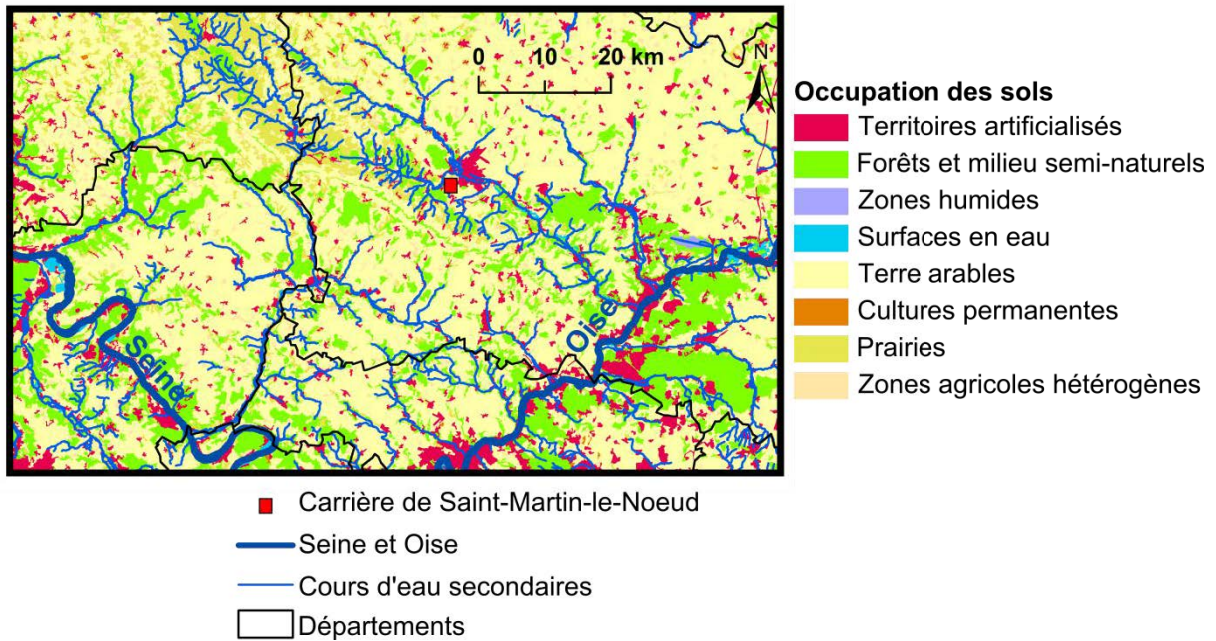 0 10 20 km
N
Oise
Seine
Occupation des sols
Territoires artificialisés
Forêts et milieu semi-naturels
Zones humides
Surfaces en eau
Terre arables
Cultures permanentes
Prairies
Zones agricoles hétérogènes
Carrière de Saint-Martin-le-Noeud
Seine et Oise
Cours d'eau secondaires
Départements